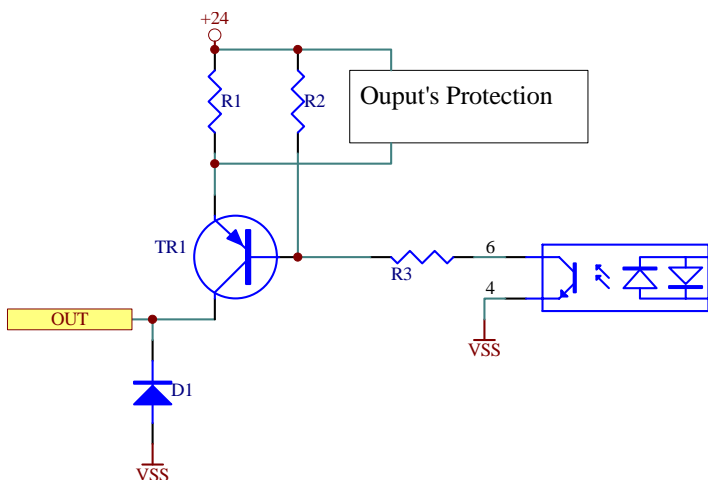 +24
R1
R2
Ouput's Protection
TR1
6
R3
4
OUT
VSS
D1
VSS